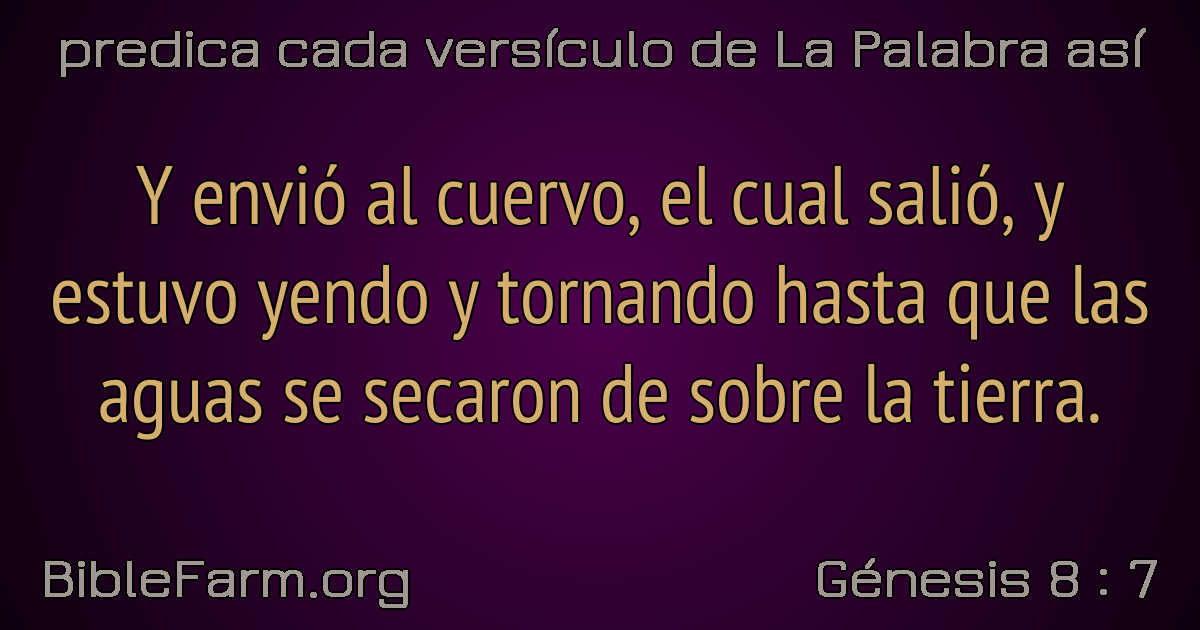 predica cada versículo de La Palabra así
Y envió al cuervo, el cual salió, y
estuvo yendo y tornando hasta que las
aguas se secaron de sobre la tierra.
BibleFarm.org
Génesis 8 : 7